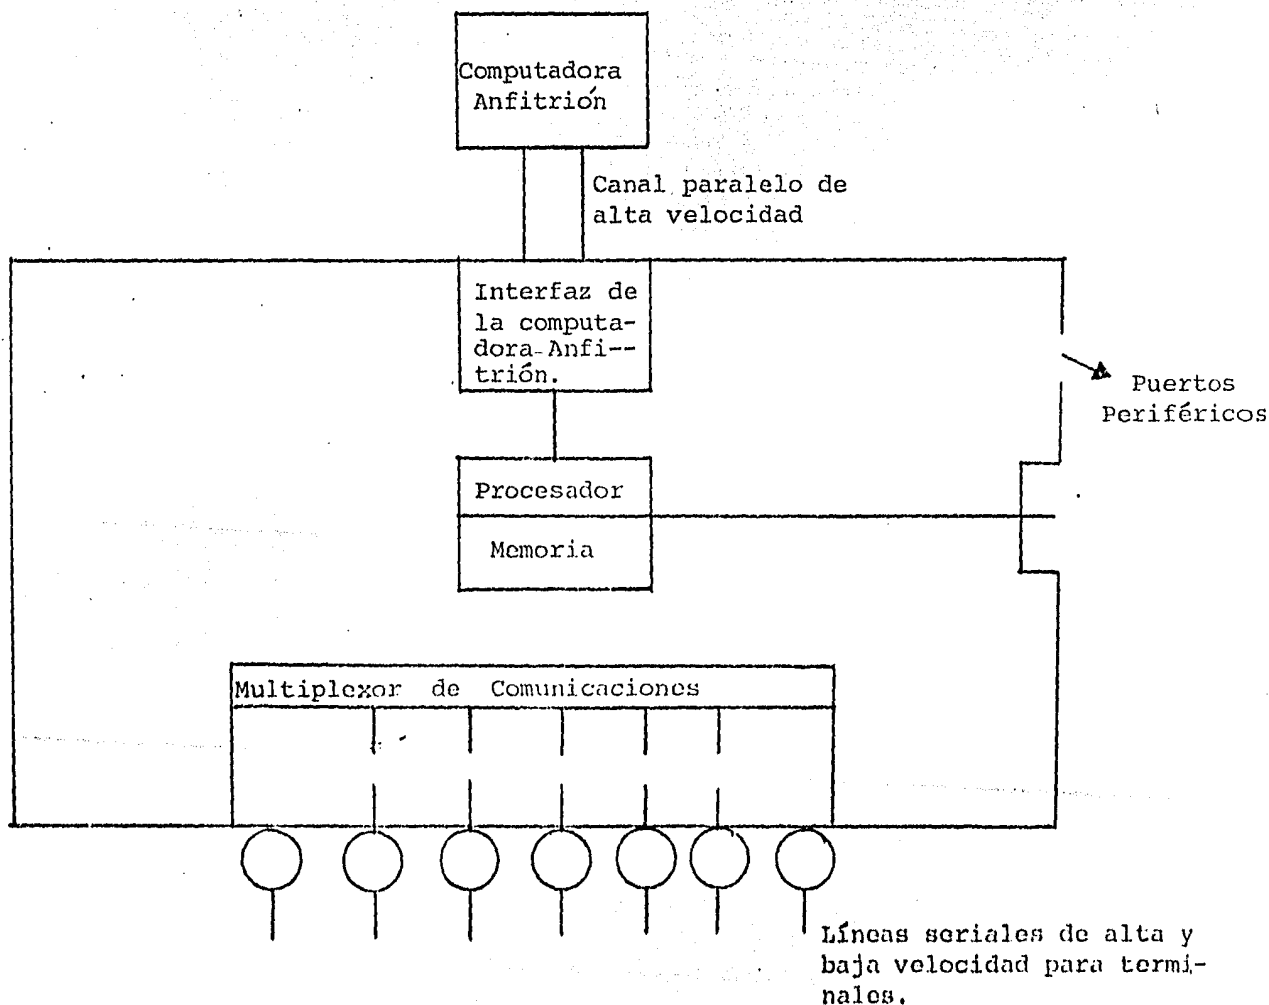 Computadora
Anfitrión
Canal paralelo de
alta velocidad
Interfaz de
la computa-
dora-Anfi--
trión.
Puertos
Periféricos
Procesador
Memoria
Multiplexor de Comunicaciones
Líneas seriales de alta y
baja velocidad para termi-
nales.